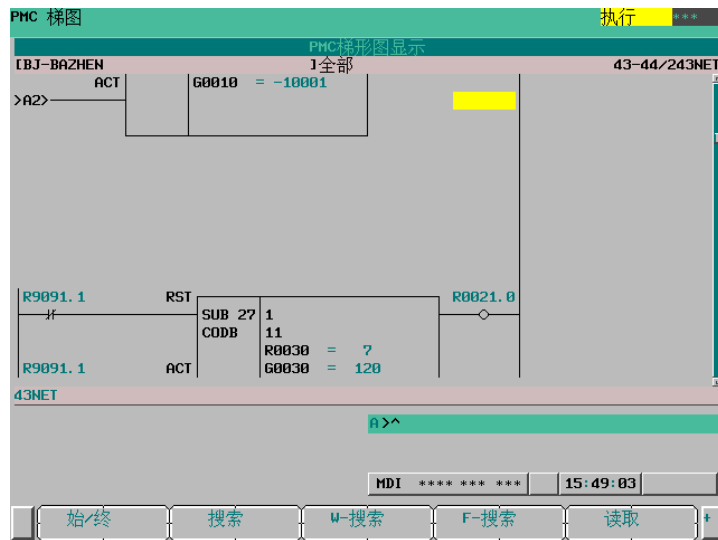 PMC 梯图 执行 ***
PMC梯形图显示
[BJ-BAZHEN ]全部 43-44/243NET
ACT G0010 = -10001
>A2>
R9091.1 RST R0021.0
SUB 27 1
CODB 11
R0030 = 7
R9091.1 ACT G0030 = 120
43NET
A>^
MDI **** *** *** 15:49:03
始/终 搜索 W-搜索 F-搜索 读取 +